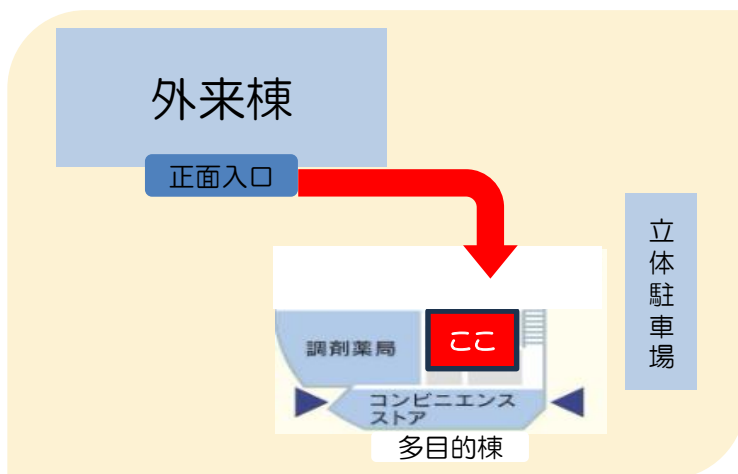 外来棟
正面入口
立体駐車場
ここ
調剤薬局
コンビニエンス
ストア
多目的棟